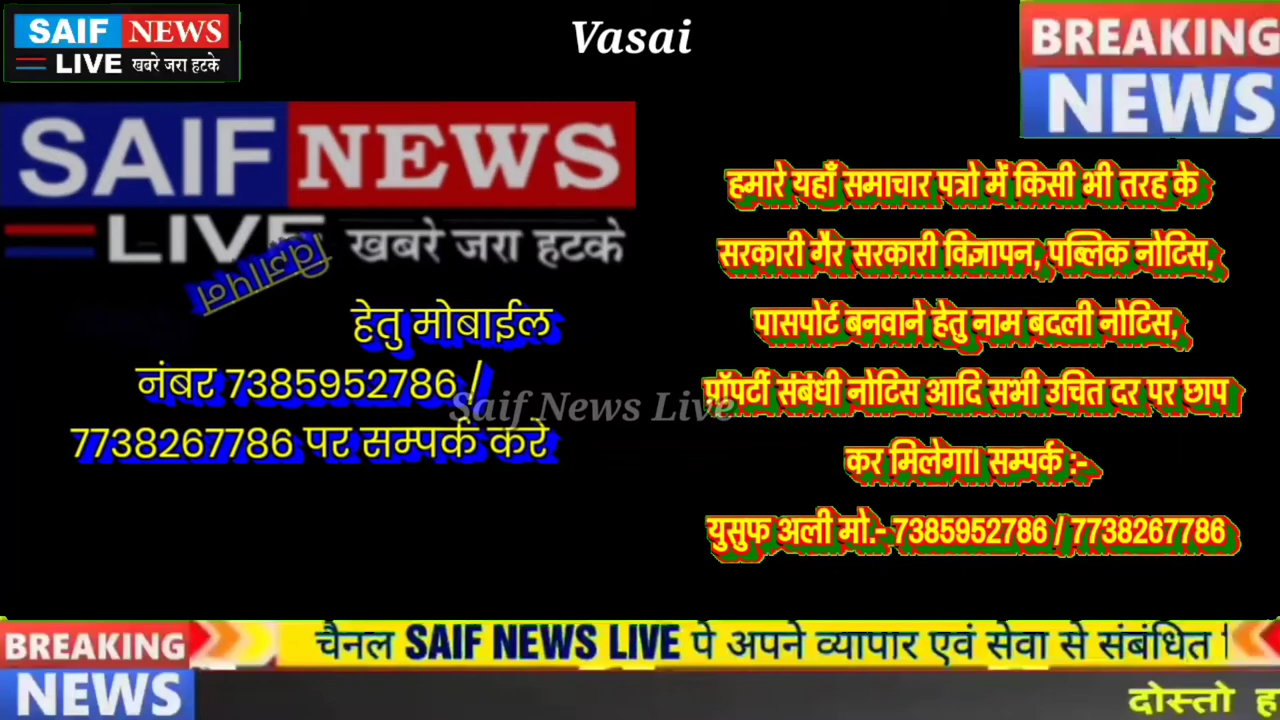 SAIF NEWS
LIVE खबरे जरा हटके
Vasai
BREAKING
NEWS
SAIF NEWS
LIVE खबरे जरा हटके
विज्ञापन
हेतु मोबाईल
नंबर 7385952786 /
7738267786 पर सम्पर्क करे
Saif News Live
हमारे यहाँ समाचार पत्रो में किसी भी तरह के
सरकारी गैर सरकारी विज्ञापन, पब्लिक नोटिस,
पासपोर्ट बनवाने हेतु नाम बदली नोटिस,
प्रॉपर्टी संबंधी नोटिस आदि सभी उचित दर पर छाप
कर मिलेगा। सम्पर्क :-
युसुफ अली मो.- 7385952786 / 7738267786
BREAKING
NEWS
चैनल SAIF NEWS LIVE पे अपने व्यापार एवं सेवा से संबंधित
दोस्तो ह